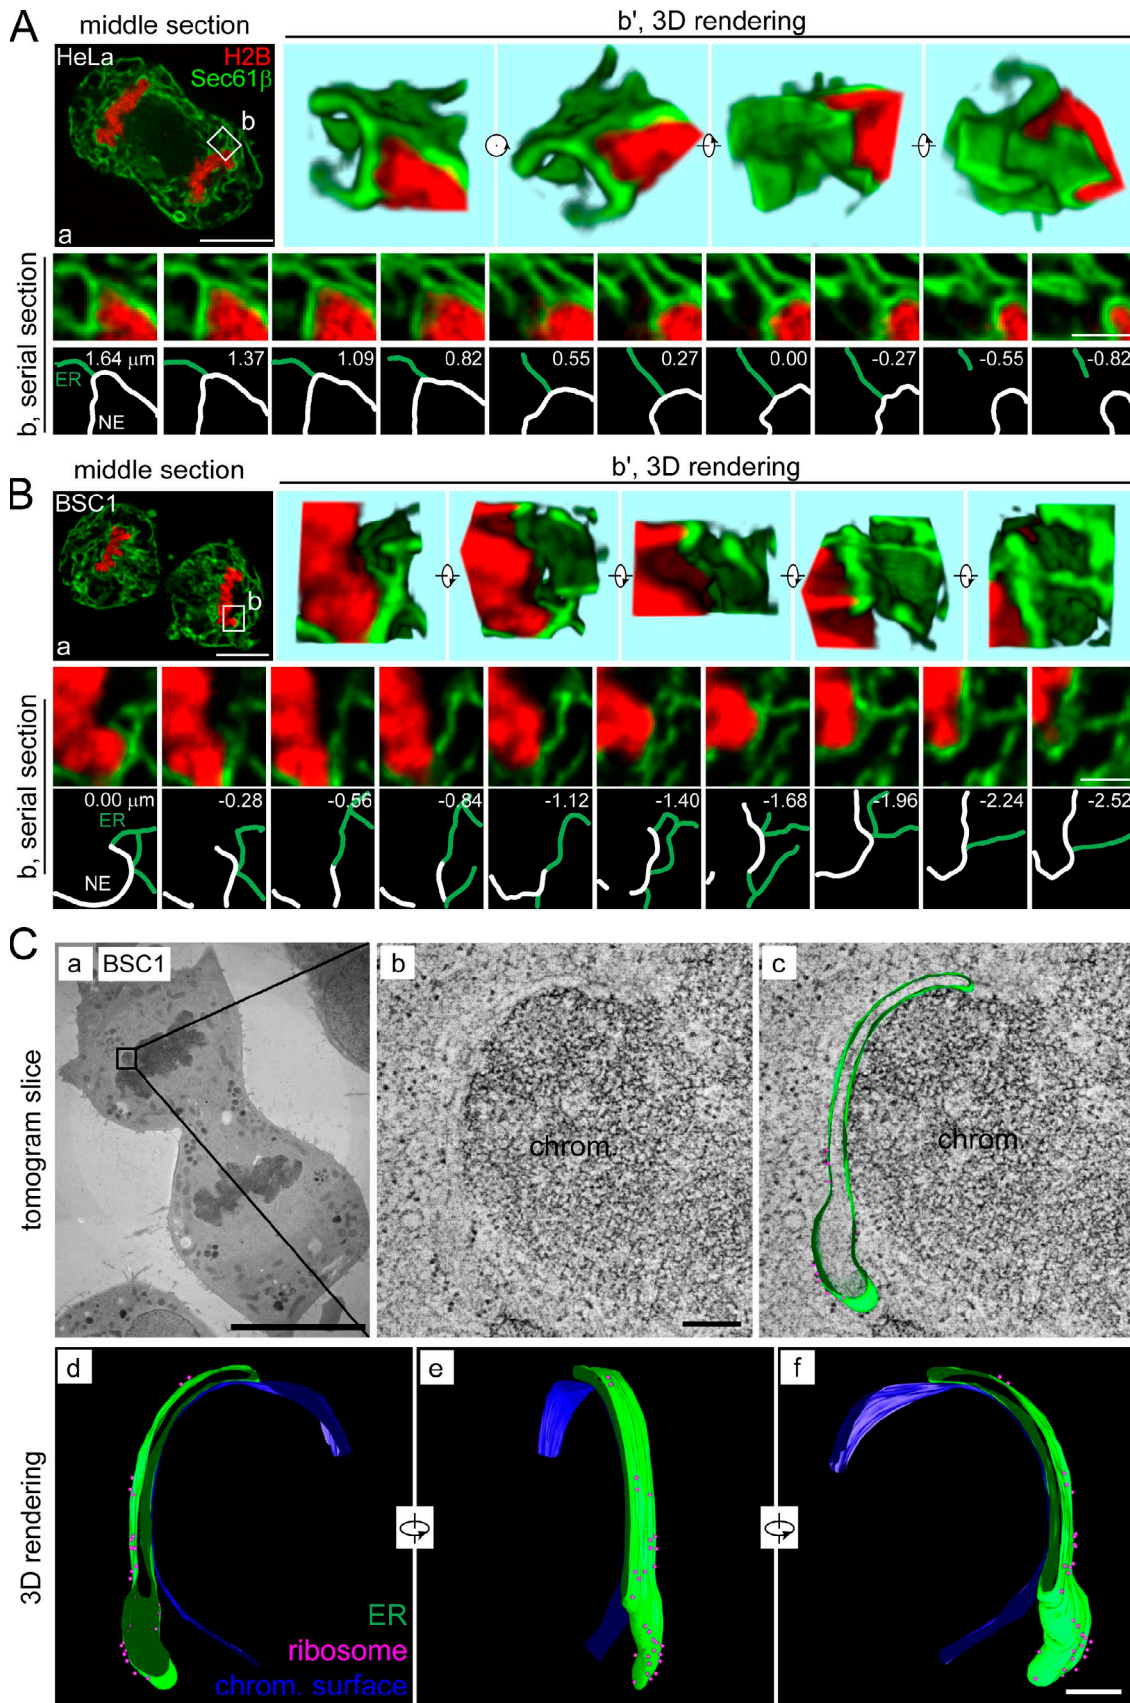 A
middle section
b', 3D rendering
HeLa
H2B
Sec61β
b
a
b, serial section
1.64 μm
1.37
1.09
0.82
0.55
0.27
0.00
-0.27
-0.55
-0.82
ER
NE
B
middle section
b', 3D rendering
BSC1
b
a
b, serial section
0.00 μm
-0.28
-0.56
-0.84
-1.12
-1.40
-1.68
-1.96
-2.24
-2.52
ER
NE
C
tomogram slice
a BSC1
b
c
chrom.
chrom.
3D rendering
d
e
f
ER
ribosome
chrom. surface